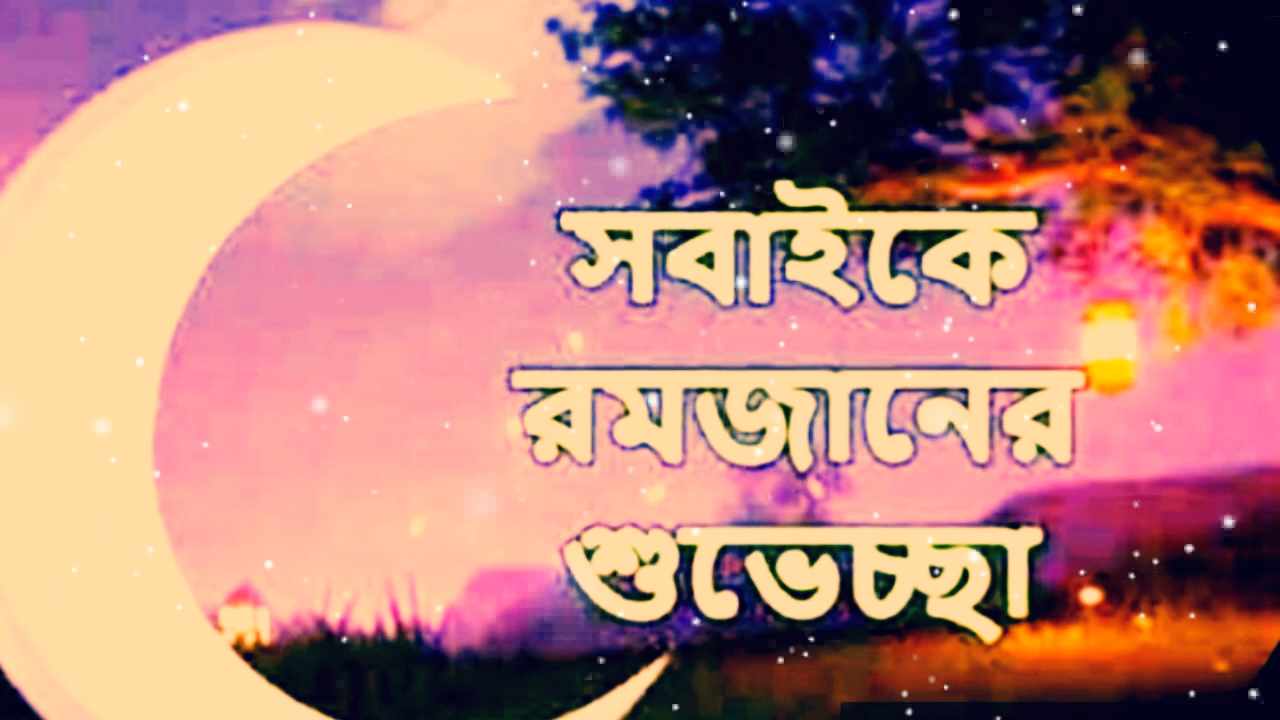 সবাইকে
রমজানের
শুভেচ্ছা